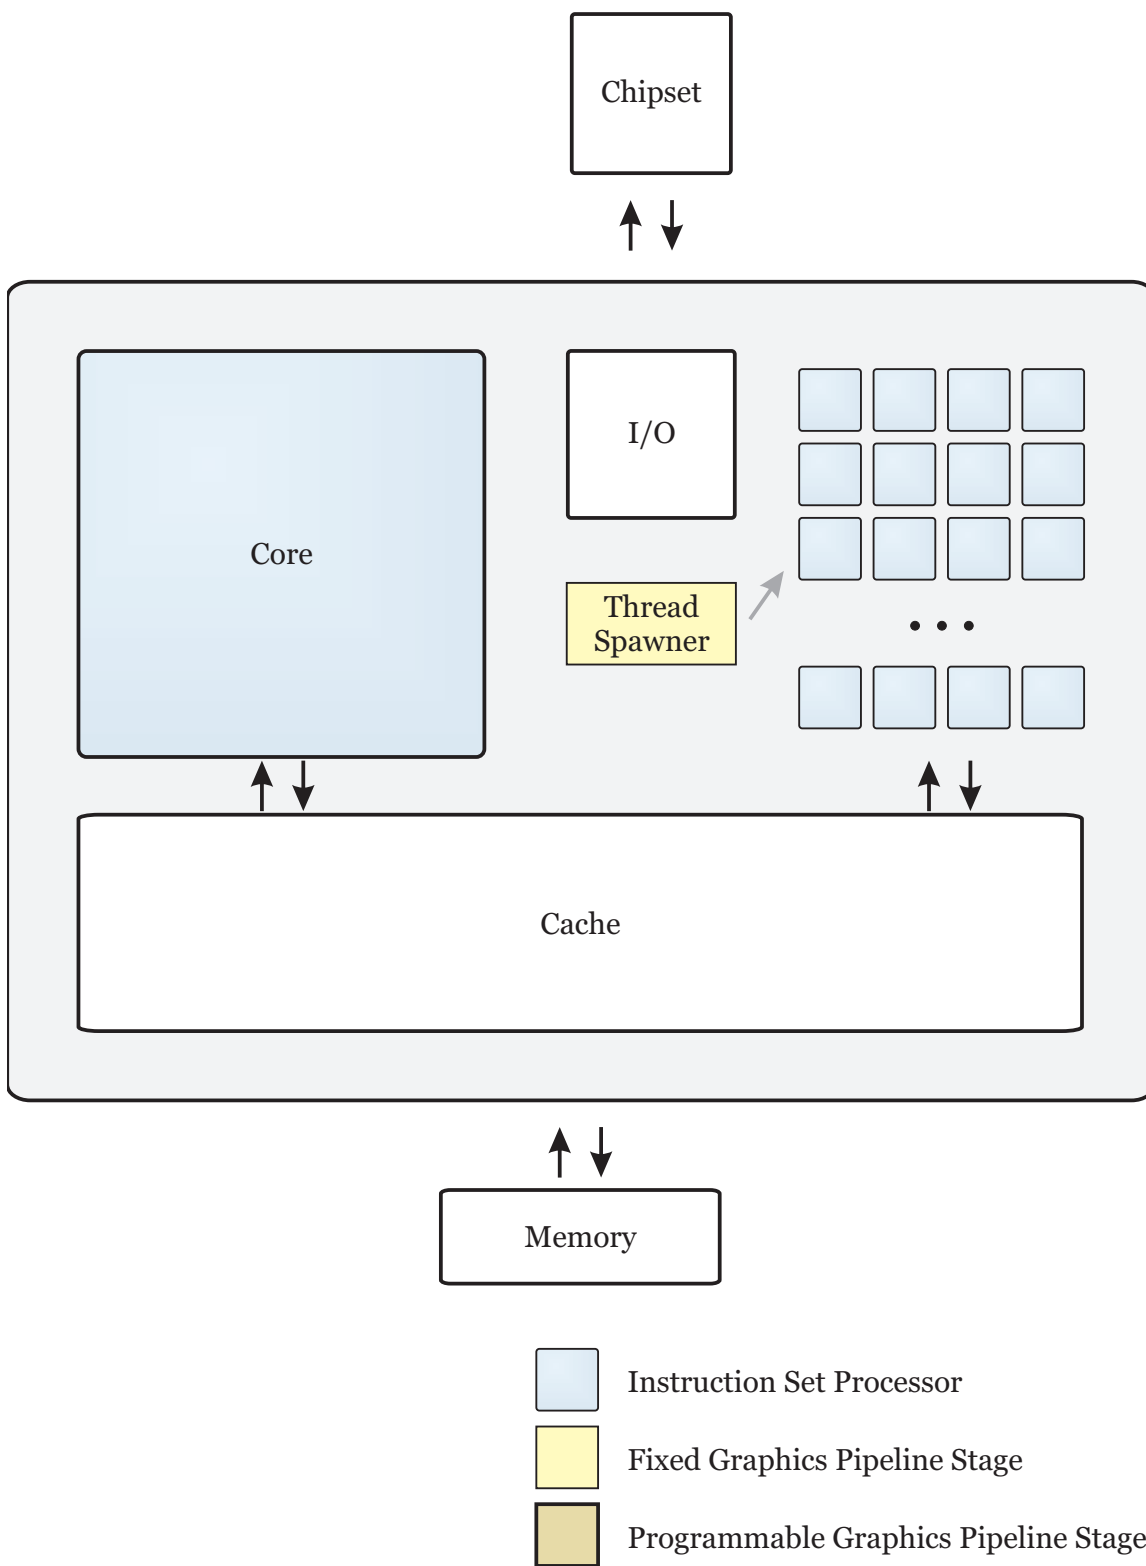 Chipset
I/O
Core
Thread
Spawner
Cache
Memory
Instruction Set Processor
Fixed Graphics Pipeline Stage
Programmable Graphics Pipeline Stage